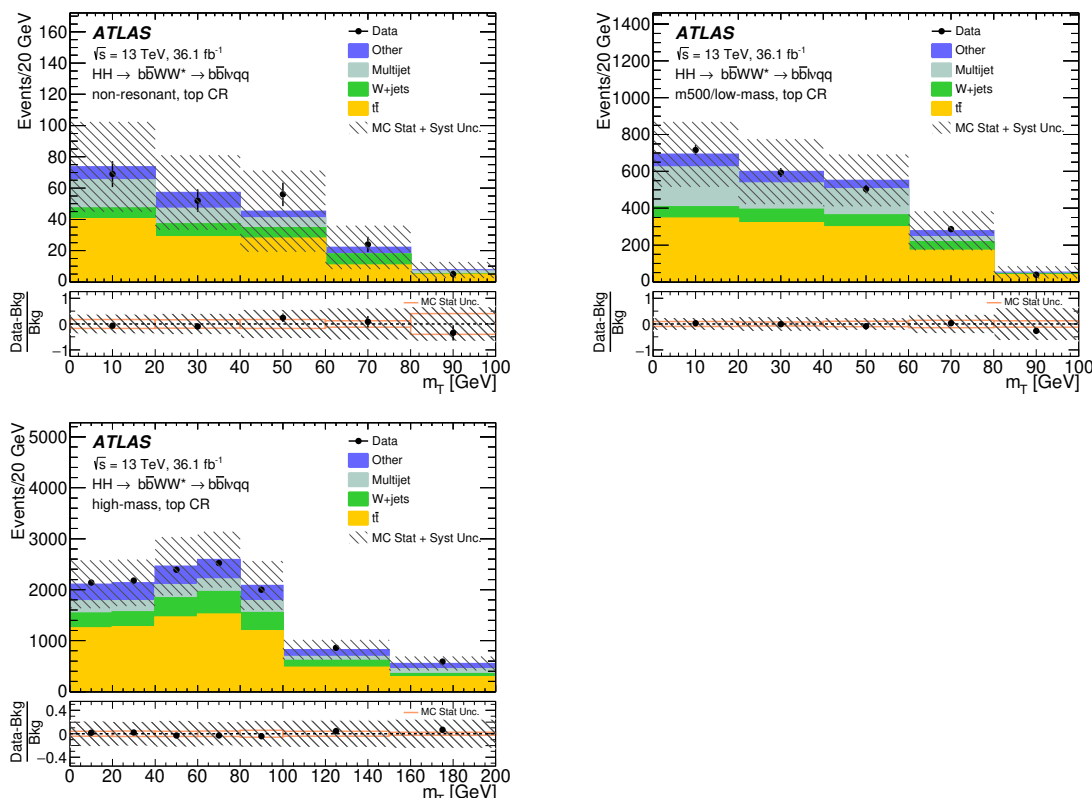 Events/20 GeV
160
140
120
100
80
60
40
20
0
ATLAS
√s = 13 TeV, 36.1 fb⁻¹
HH → bb̅WW* → bb̅lνqq
non-resonant, top CR
Data
Other
Multijet
W+jets
tt̅
MC Stat + Syst Unc.
Data-Bkg
Bkg
1
0
−1
MC Stat Unc.
0 10 20 30 40 50 60 70 80 90 100
m_T [GeV]
Events/20 GeV
1400
1200
1000
800
600
400
200
0
ATLAS
√s = 13 TeV, 36.1 fb⁻¹
HH → bb̅WW* → bb̅lνqq
m500/low-mass, top CR
Data
Other
Multijet
W+jets
tt̅
MC Stat + Syst Unc.
Data-Bkg
Bkg
1
0
−1
MC Stat Unc.
0 10 20 30 40 50 60 70 80 90 100
m_T [GeV]
Events/20 GeV
5000
4000
3000
2000
1000
0
ATLAS
√s = 13 TeV, 36.1 fb⁻¹
HH → bb̅WW* → bb̅lνqq
high-mass, top CR
Data
Other
Multijet
W+jets
tt̅
MC Stat + Syst Unc.
Data-Bkg
Bkg
0.4
0
−0.4
MC Stat Unc.
0 20 40 60 80 100 120 140 160 180 200
m_T [GeV]